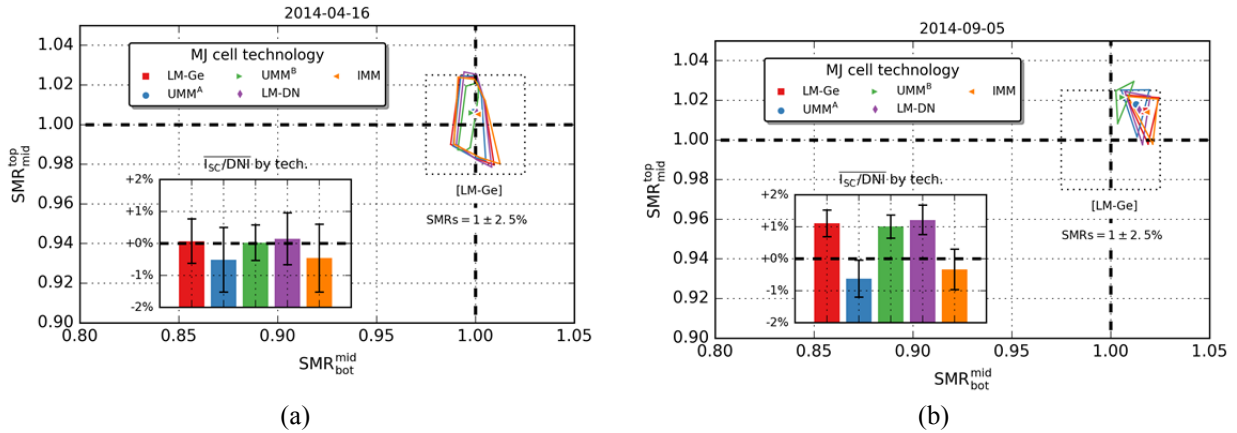 2014-04-16
1.04
1.02
1.00
0.98
0.96
0.94
0.92
0.90
SMR^top_mid
MJ cell technology
LM-Ge
UMM^B
IMM
UMM^A
LM-DN
I_SC/DNI by tech.
+2%
+1%
+0%
-1%
-2%
[LM-Ge]
SMRs = 1 ± 2.5%
0.80
0.85
0.90
0.95
1.00
1.05
SMR^mid_bot
(a)
2014-09-05
1.04
1.02
1.00
0.98
0.96
0.94
0.92
0.90
SMR^top_mid
MJ cell technology
LM-Ge
UMM^B
IMM
UMM^A
LM-DN
I_SC/DNI by tech.
+2%
+1%
+0%
-1%
-2%
[LM-Ge]
SMRs = 1 ± 2.5%
0.80
0.85
0.90
0.95
1.00
1.05
SMR^mid_bot
(b)